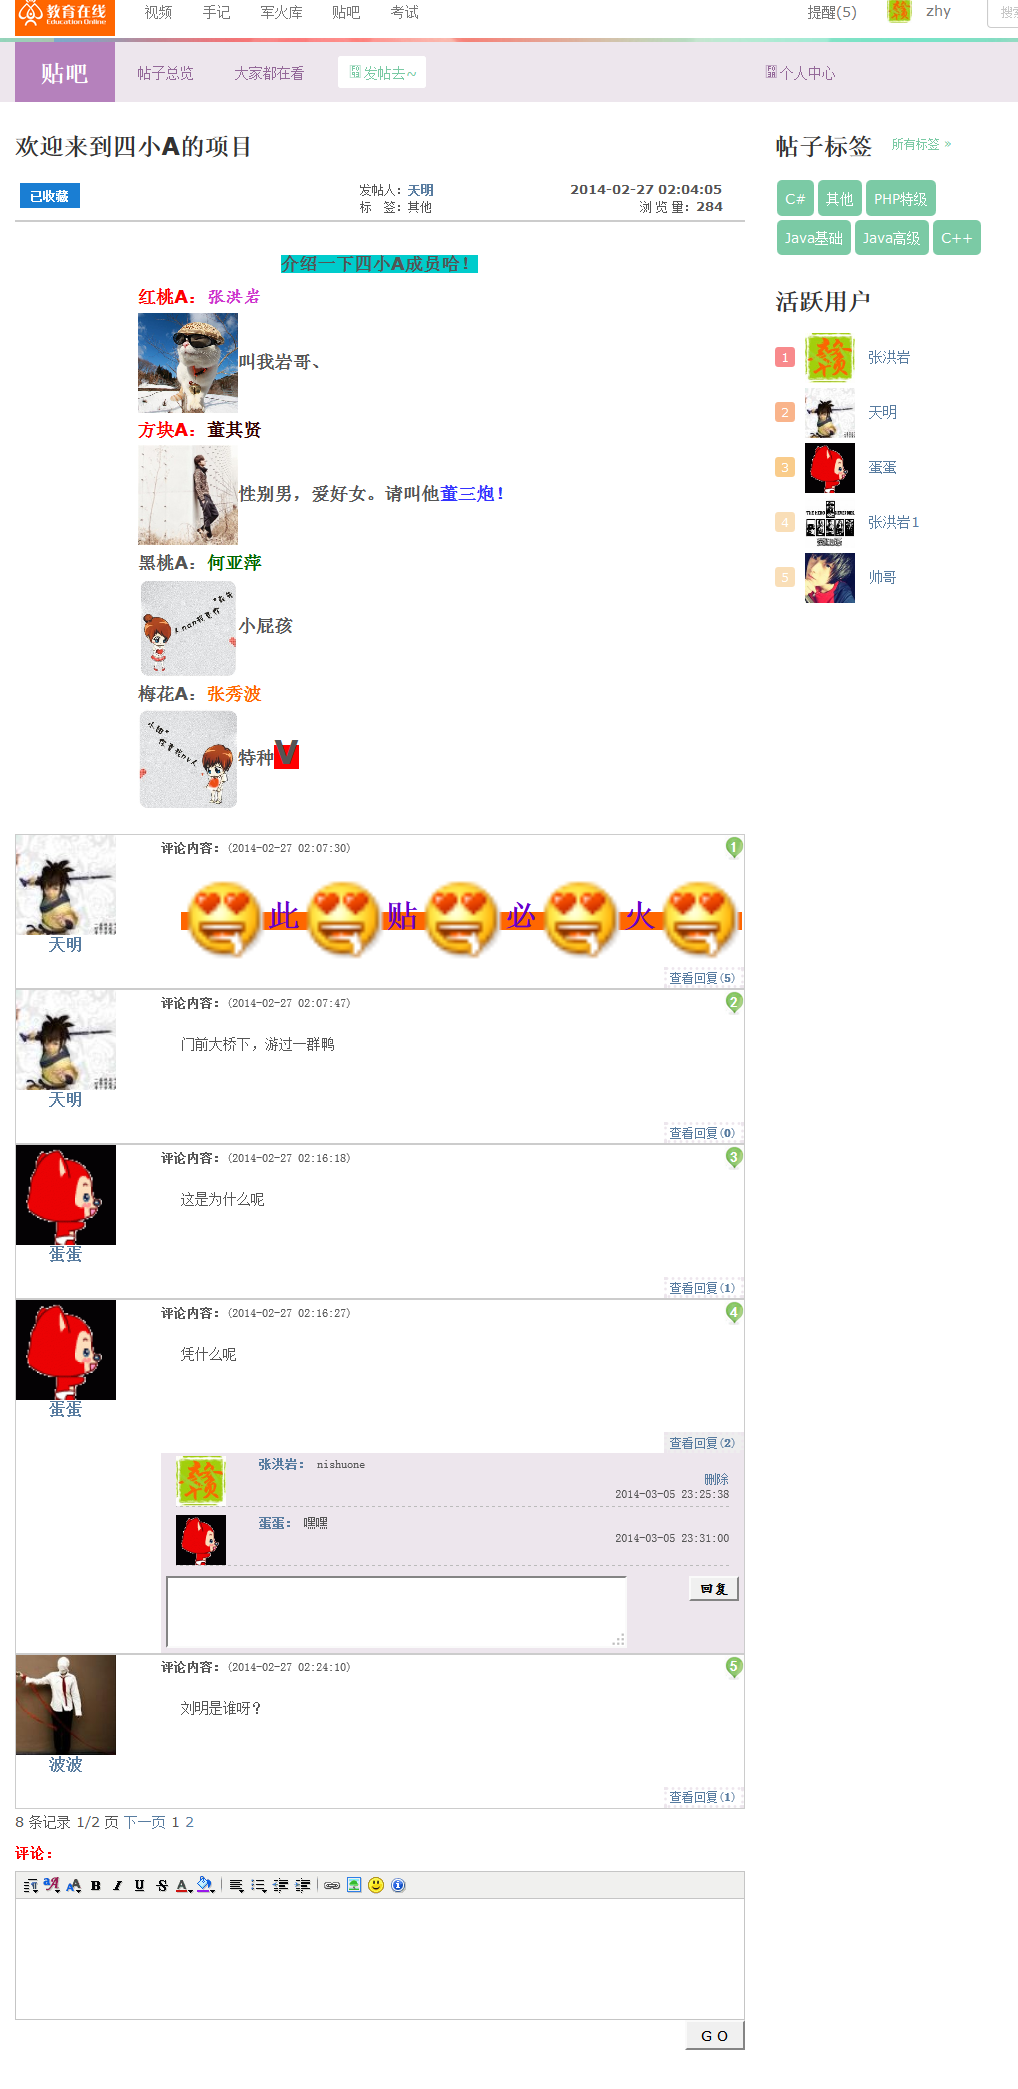 教育在线
Education Online
视频 手记 军火库 贴吧 考试 提醒(5) zhy
贴吧 帖子总览 大家都在看 发帖去~ 个人中心
欢迎来到四小A的项目
已收藏
发帖人: 天明
标 签: 其他
2014-02-27 02:04:05
浏 览 量: 284
介绍一下四小A成员哈!
红桃A: 张洪岩
叫我岩哥、
方块A: 董其贤
性别男, 爱好女。请叫他董三炮!
黑桃A: 何亚萍
小屁孩
梅花A: 张秀波
特种V
帖子标签 所有标签 »
C# 其他 PHP特级
Java基础 Java高级 C++
活跃用户
1 张洪岩
2 天明
3 蛋蛋
4 张洪岩1
5 帅哥
评论内容: (2014-02-27 02:07:30) 1
此 贴 必 火
天明
查看回复(5)
评论内容: (2014-02-27 02:07:47) 2
门前大桥下, 游过一群鸭
天明
查看回复(0)
评论内容: (2014-02-27 02:16:18) 3
这是为什么呢
蛋蛋
查看回复(1)
评论内容: (2014-02-27 02:16:27) 4
凭什么呢
蛋蛋
查看回复(2)
张洪岩: nishuone
删除
2014-03-05 23:25:38
蛋蛋: 嘿嘿
2014-03-05 23:31:00
回复
评论内容: (2014-02-27 02:24:10) 5
刘明是谁呀?
波波
查看回复(1)
8 条记录 1/2 页 下一页 1 2
评论:
G O